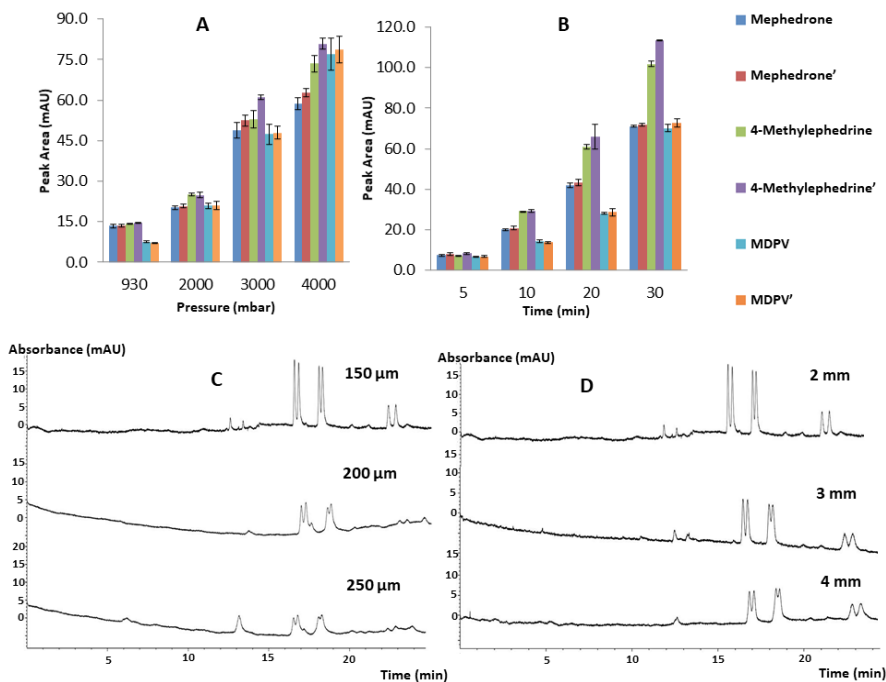 A
Peak Area (mAU)
90.0
75.0
60.0
45.0
30.0
15.0
0.0
930 2000 3000 4000
Pressure (mbar)
B
Peak Area (mAU)
120.0
100.0
80.0
60.0
40.0
20.0
0.0
5 10 20 30
Time (min)
Mephedrone
Mephedrone’
4-Methylephedrine
4-Methylephedrine’
MDPV
MDPV’
Absorbance (mAU)
C
150 µm
15
10
5
0
200 µm
15
10
5
0
250 µm
20
15
10
5
0
5 10 15 20
Time (min)
Absorbance (mAU)
D
2 mm
15
10
5
0
3 mm
15
10
5
0
4 mm
15
10
5
0
5 10 15 20
Time (min)